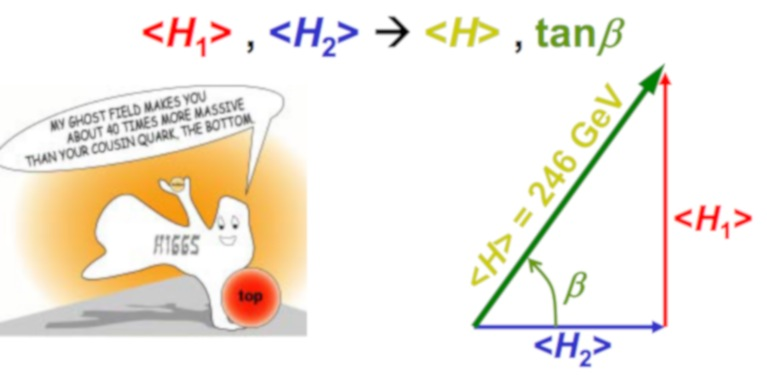 <H₁> , <H₂> → <H> , tanβ
MY GHOST FIELD MAKES YOU
ABOUT 40 TIMES MORE MASSIVE
THAN YOUR COUSIN QUARK, THE BOTTOM.
HIGGS
top
<H> = 246 GeV
<H₁>
β
<H₂>